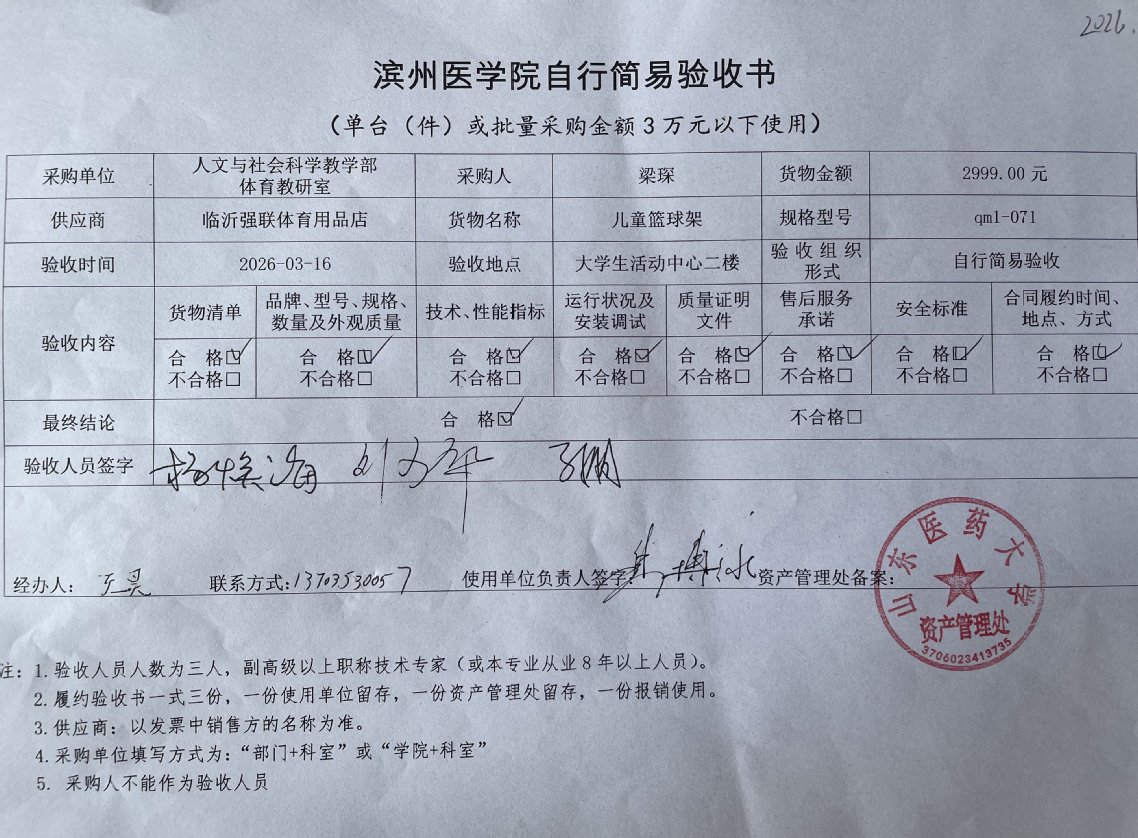 2026.
滨州医学院自行简易验收书
（单台（件）或批量采购金额3万元以下使用）
采购单位 人文与社会科学教学部体育教研室 采购人 梁琛 货物金额 2999.00 元
供应商 临沂强联体育用品店 货物名称 儿童篮球架 规格型号 qml-071
验收时间 2026-03-16 验收地点 大学生活动中心二楼 验收组织形式 自行简易验收
验收内容 货物清单 品牌、型号、规格、数量及外观质量 技术、性能指标 运行状况及安装调试 质量证明文件 售后服务承诺 安全标准 合同履约时间、地点、方式
合 格☑ 合 格☑ 合 格☑ 合 格☑ 合 格☑ 合 格☑ 合 格☑ 合 格☑
不合格□ 不合格□ 不合格□ 不合格□ 不合格□ 不合格□ 不合格□ 不合格□
最终结论 合 格☑ 不合格□
验收人员签字
经办人： 联系方式：13703530057 使用单位负责人签字： 资产管理处备案：
山东医药大学
资产管理处
3706023413735
注：1.验收人员人数为三人，副高级以上职称技术专家（或本专业从业8年以上人员）。
2.履约验收书一式三份，一份使用单位留存，一份资产管理处留存，一份报销使用。
3.供应商：以发票中销售方的名称为准。
4.采购单位填写方式为：“部门+科室”或“学院+科室”
5. 采购人不能作为验收人员